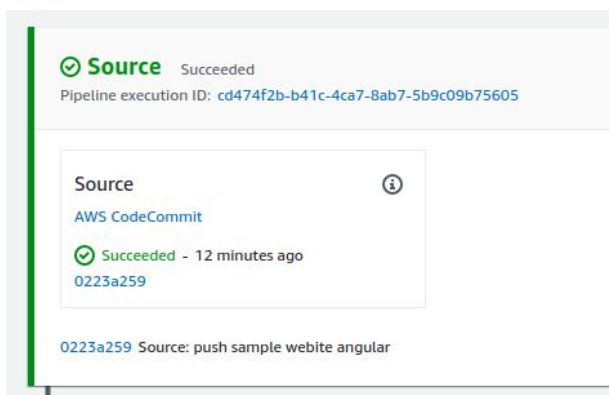 Source Succeeded
Pipeline execution ID: cd474f2b-b41c-4ca7-8ab7-5b9c09b75605
Source
AWS CodeCommit
Succeeded - 12 minutes ago
0223a259
0223a259 Source: push sample webite angular